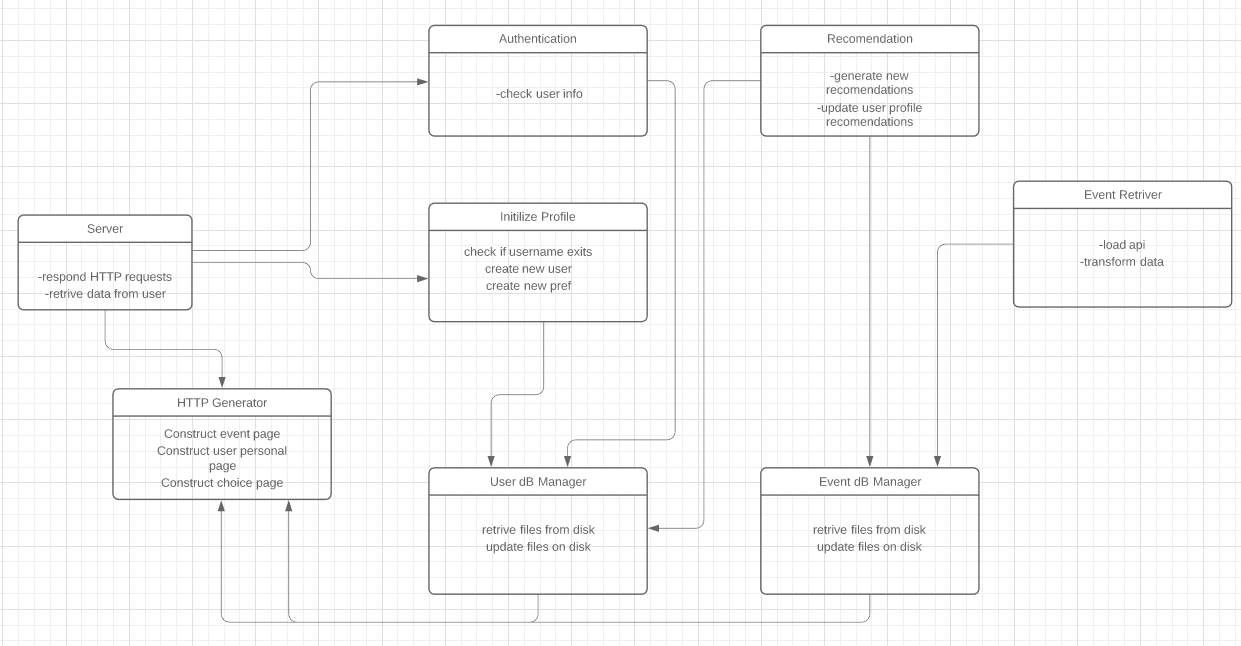 Authentication
-check user info
Recomendation
-generate new
recomendations
-update user profile
recomendations
Event Retriver
-load api
-transform data
Server
-respond HTTP requests
-retrive data from user
Initilize Profile
check if username exits
create new user
create new pref
HTTP Generator
Construct event page
Construct user personal
page
Construct choice page
User dB Manager
retrive files from disk
update files on disk
Event dB Manager
retrive files from disk
update files on disk